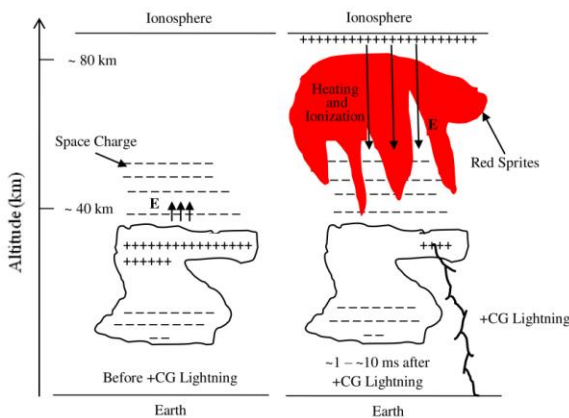 Ionosphere
Ionosphere
~ 80 km
Heating
and
Ionization
E
Space Charge
Red Sprites
E
~ 40 km
Altitude (km)
+CG Lightning
Before +CG Lightning
~1 – ~10 ms after
+CG Lightning
Earth
Earth